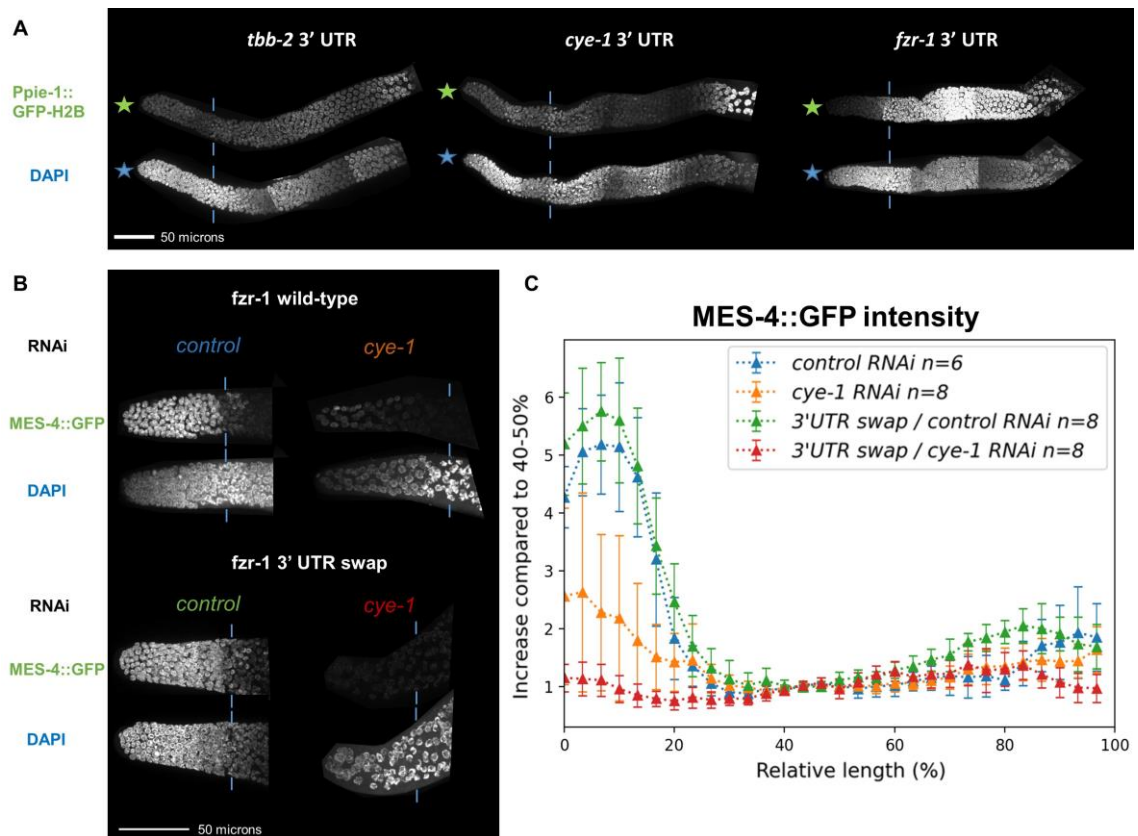 A
tbb-2 3’ UTR
cye-1 3’ UTR
fzr-1 3’ UTR
Ppie-1::
GFP-H2B
DAPI
50 microns
B
fzr-1 wild-type
RNAi
control
cye-1
MES-4::GFP
DAPI
fzr-1 3’ UTR swap
RNAi
control
cye-1
MES-4::GFP
DAPI
50 microns
C
MES-4::GFP intensity
control RNAi n=6
cye-1 RNAi n=8
3'UTR swap / control RNAi n=8
3'UTR swap / cye-1 RNAi n=8
Increase compared to 40-50%
6
5
4
3
2
1
0
20
40
60
80
100
Relative length (%)